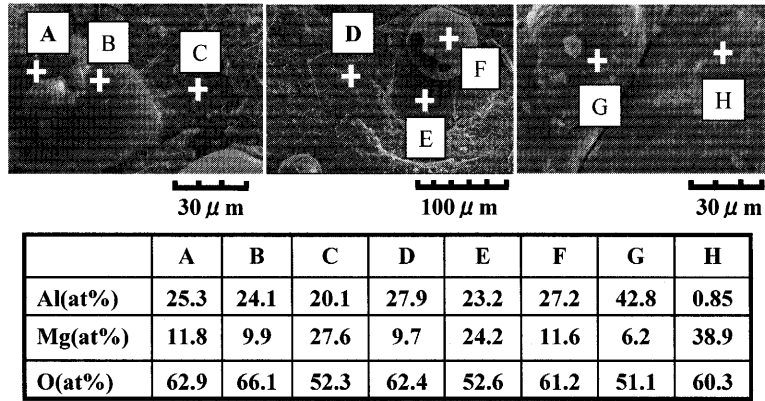 A B C
D F E
G H
30 μ m 100 μ m 30 μ m
A B C D E F G H
Al(at%) 25.3 24.1 20.1 27.9 23.2 27.2 42.8 0.85
Mg(at%) 11.8 9.9 27.6 9.7 24.2 11.6 6.2 38.9
O(at%) 62.9 66.1 52.3 62.4 52.6 61.2 51.1 60.3